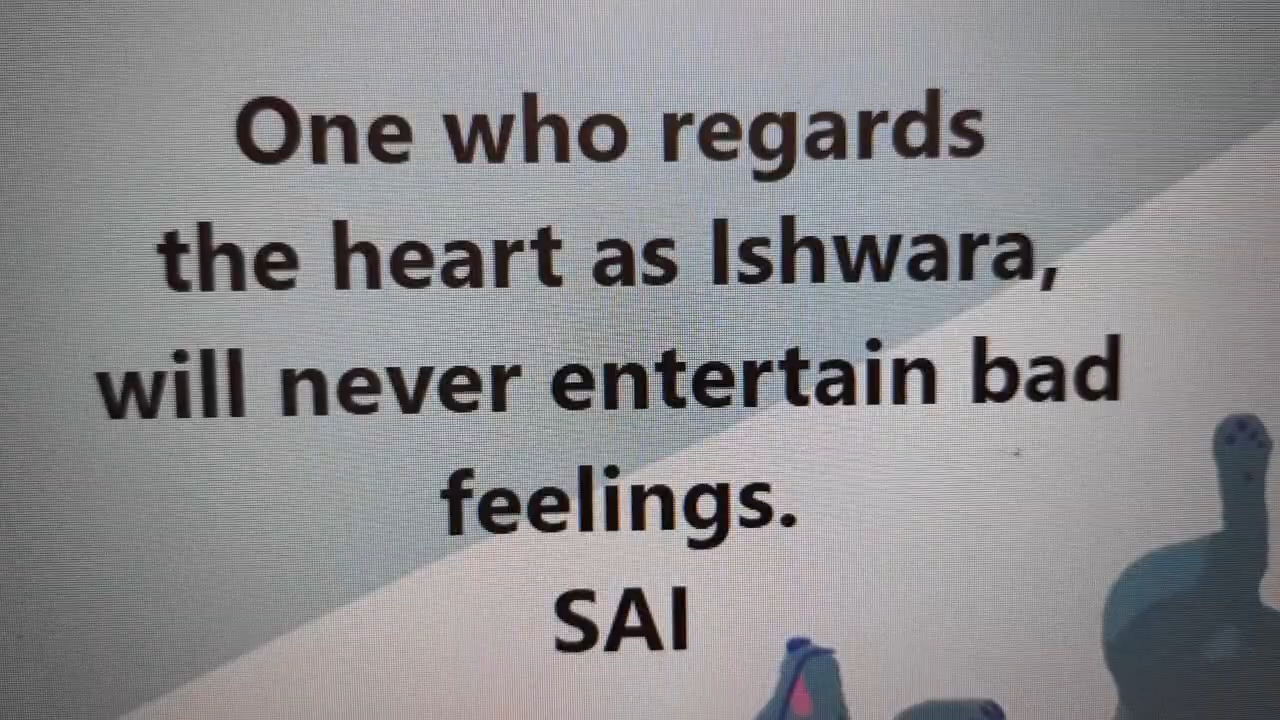 One who regards
the heart as Ishwara,
will never entertain bad
feelings.
SAI